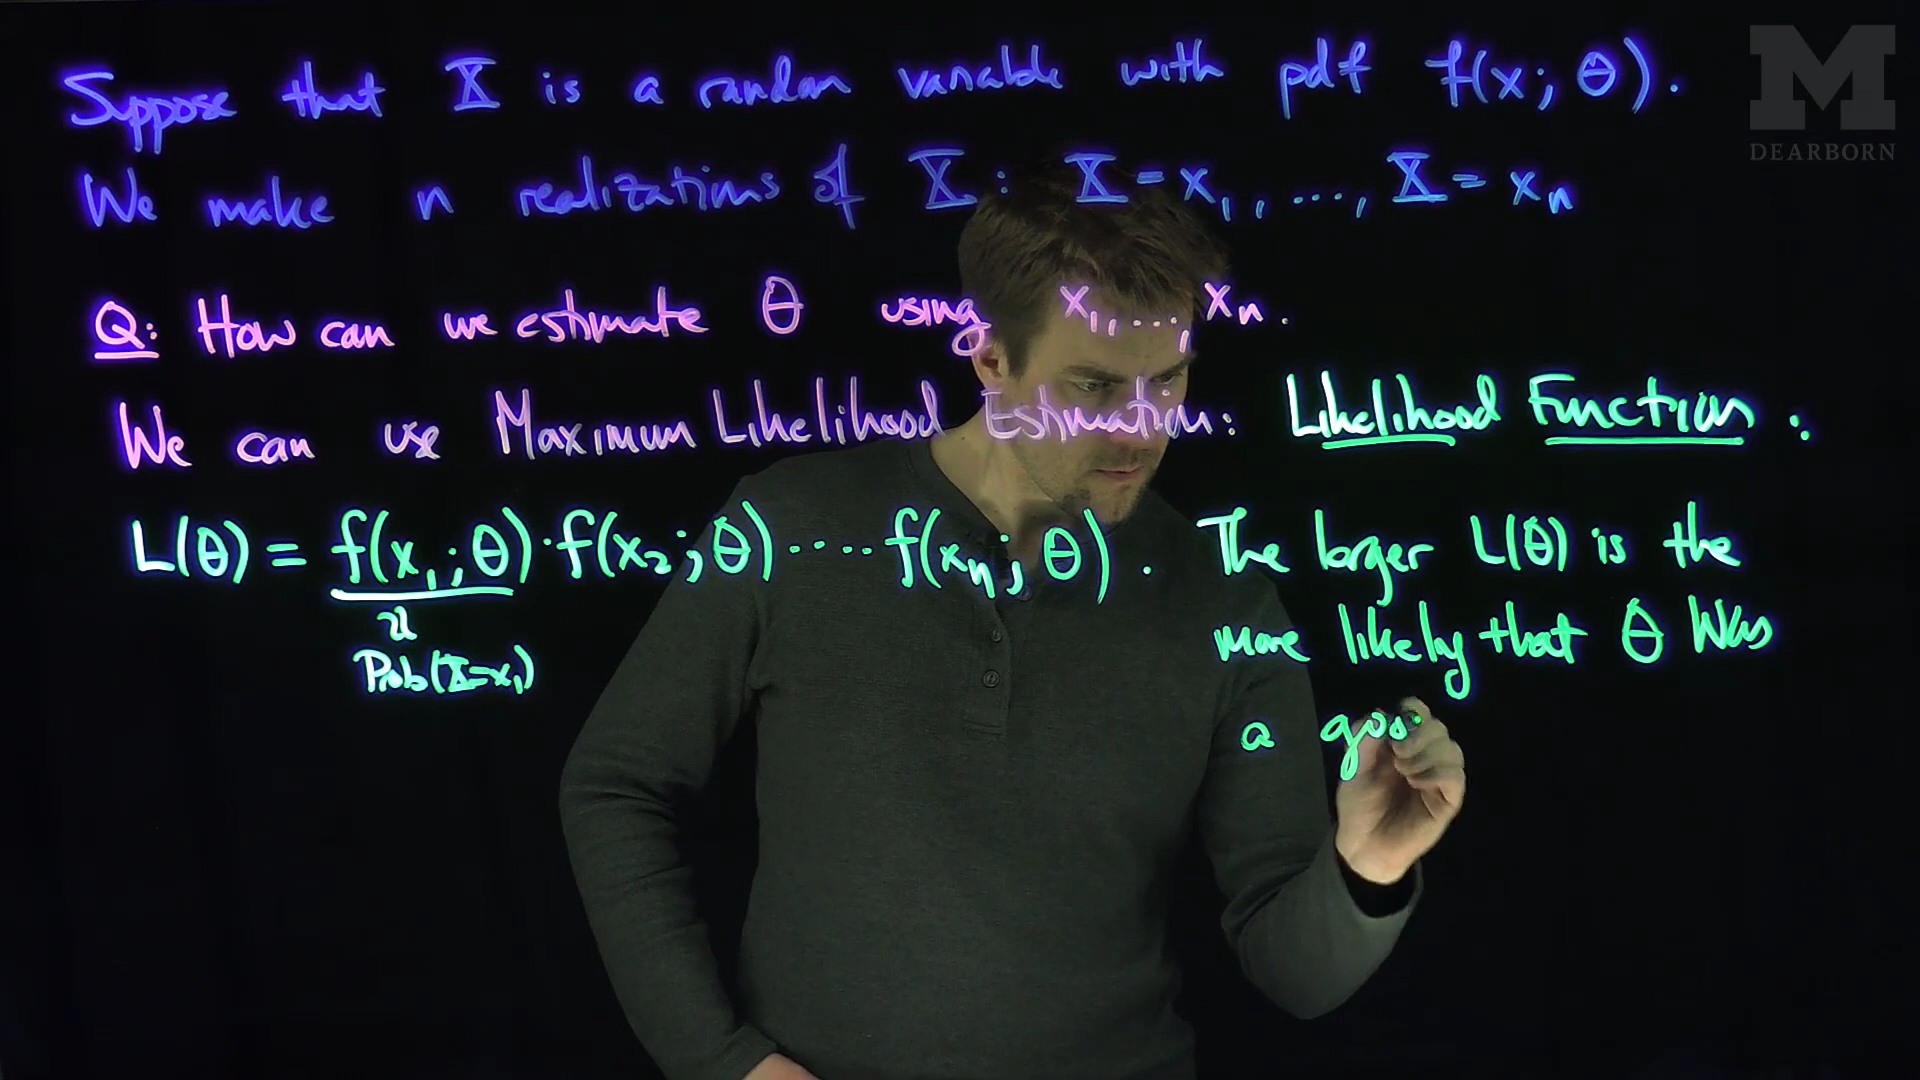 Suppose that X is a random variable with pdf f(x; θ).
We make n realizations of X: X = x₁, ..., X = xₙ
Q: How can we estimate θ using x₁, ..., xₙ.
We can use Maximum Likelihood Estimation: Likelihood Function:
L(θ) = f(x₁; θ) · f(x₂; θ) ···· f(xₙ; θ). The larger L(θ) is the
≈
Prob(X=x₁)
more likely that θ was
a goo
M
DEARBORN